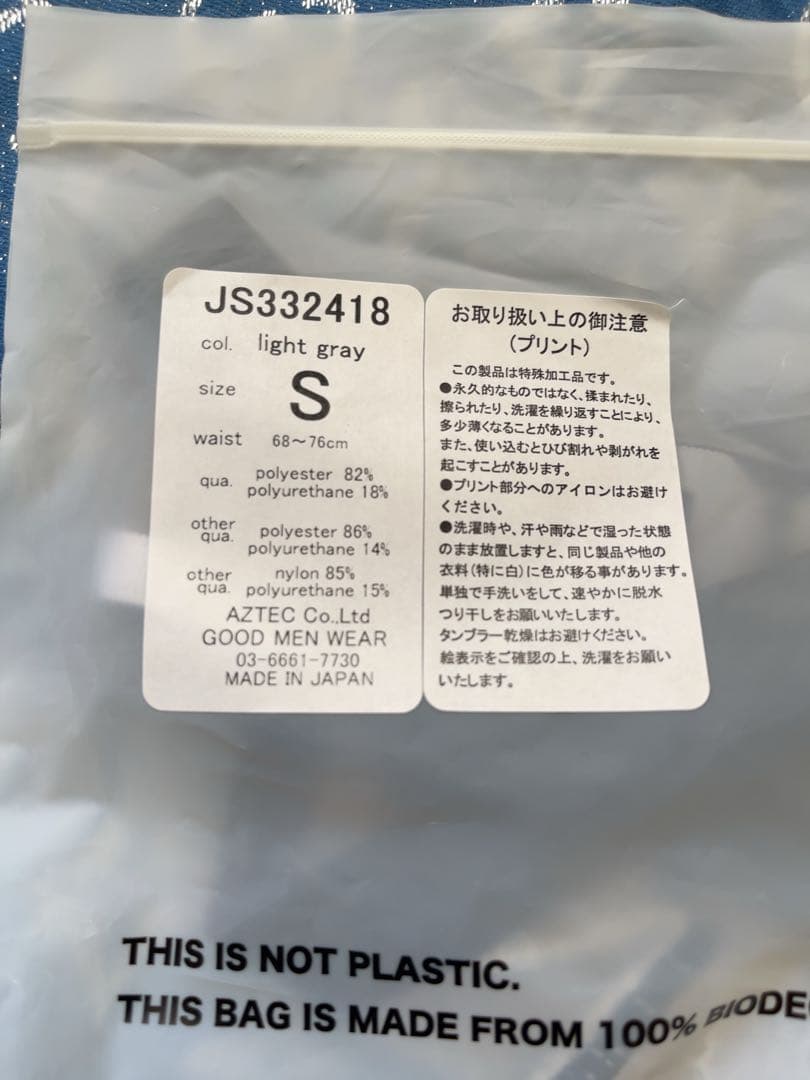 JS332418
col. light gray
size S
waist 68～76cm
qua. polyester 82%
polyurethane 18%
other qua. polyester 86%
polyurethane 14%
other qua. nylon 85%
polyurethane 15%
AZTEC Co.,Ltd
GOOD MEN WEAR
03-6661-7730
MADE IN JAPAN
お取り扱い上の御注意
(プリント)
この製品は特殊加工品です。
●永久的なものではなく、揉まれたり、
擦られたり、洗濯を繰り返すことにより、
多少薄くなることがあります。
また、使い込むとひび割れや剥がれを
起こすことがあります。
●プリント部分へのアイロンはお避け
ください。
●洗濯時や、汗や雨などで湿った状態
のまま放置しますと、同じ製品や他の
衣料(特に白)に色が移る事があります。
単独で手洗いをして、速やかに脱水
つり干しをお願いいたします。
タンブラー乾燥はお避けください。
絵表示をご確認の上、洗濯をお願い
いたします。
THIS IS NOT PLASTIC.
THIS BAG IS MADE FROM 100%